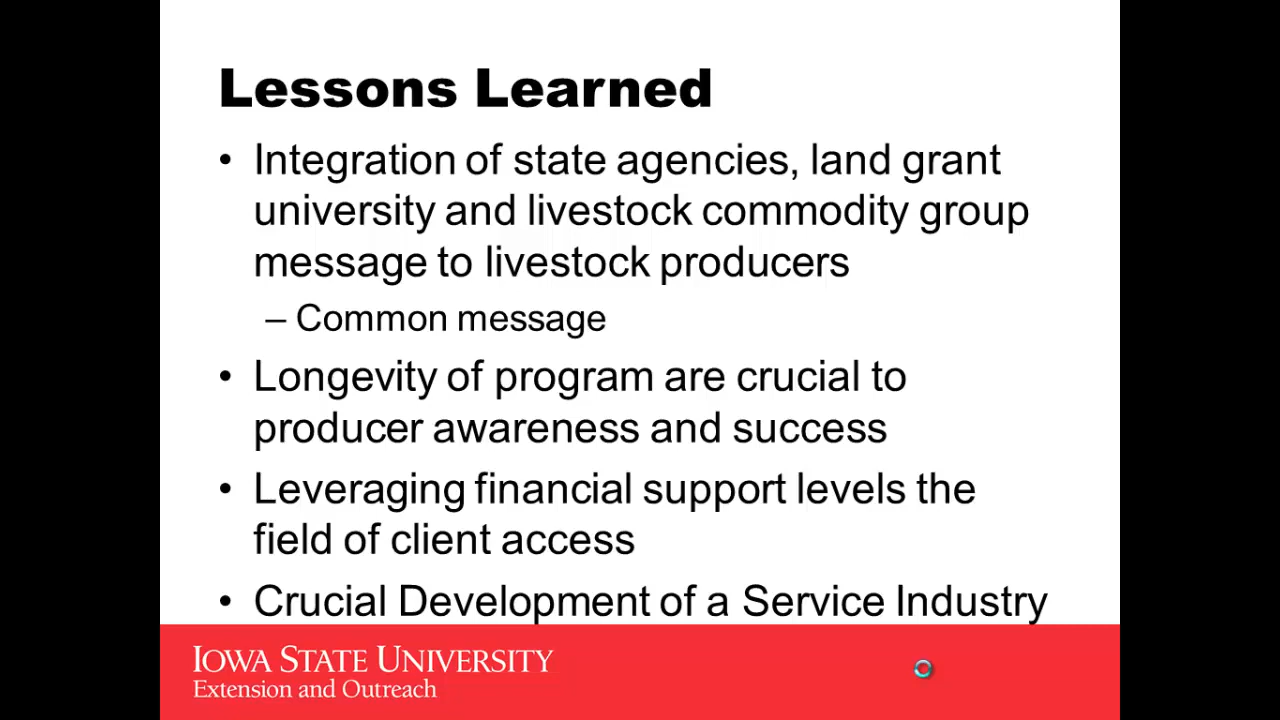 Lessons Learned
• Integration of state agencies, land grant
university and livestock commodity group
message to livestock producers
– Common message
• Longevity of program are crucial to
producer awareness and success
• Leveraging financial support levels the
field of client access
• Crucial Development of a Service Industry
IOWA STATE UNIVERSITY
Extension and Outreach